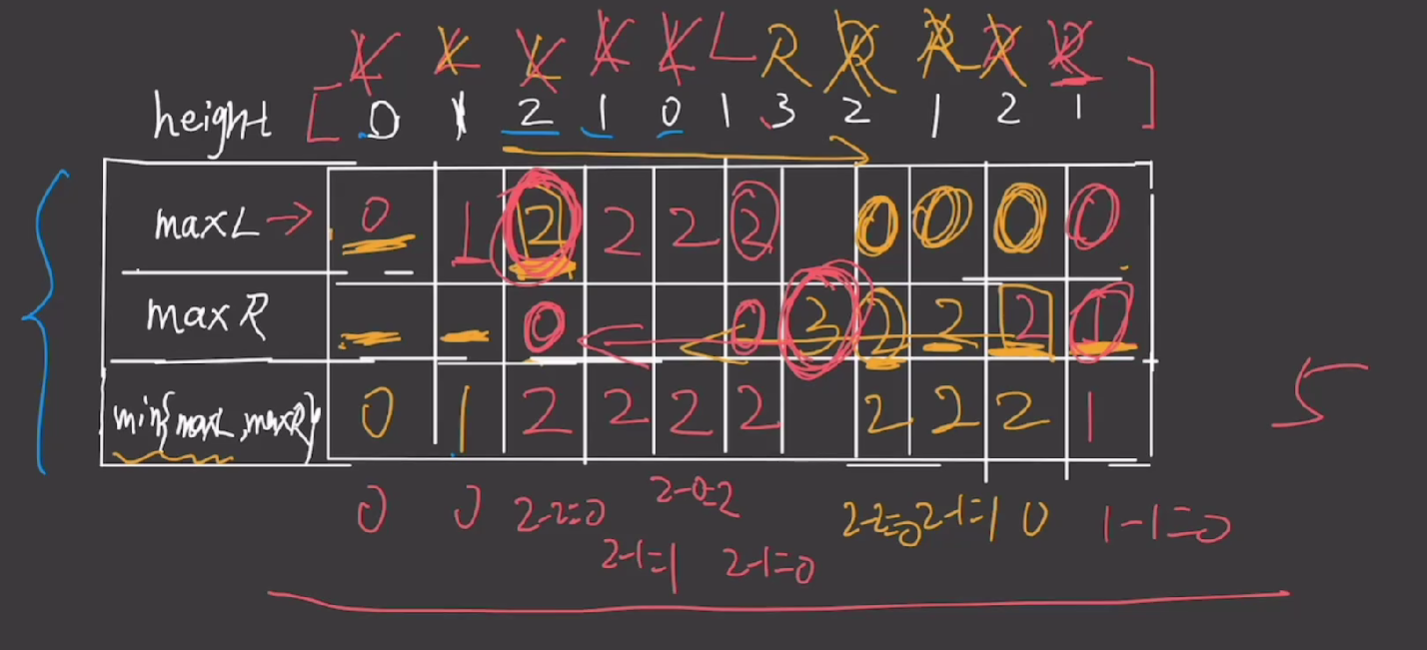 L L L L L L R R R R R
height [ 0 1 2 1 0 1 3 2 1 2 1 ]
maxL → 0 1 2 2 2 2 0 0 0 0
maxR 0 0 3 2 2 2 1
min{maxL, maxR} 0 1 2 2 2 2 2 2 2 1
5
0 0 2-2=0 2-0=2 2-2=0 2-1=1 0 1-1=0
2-1=1 2-1=0